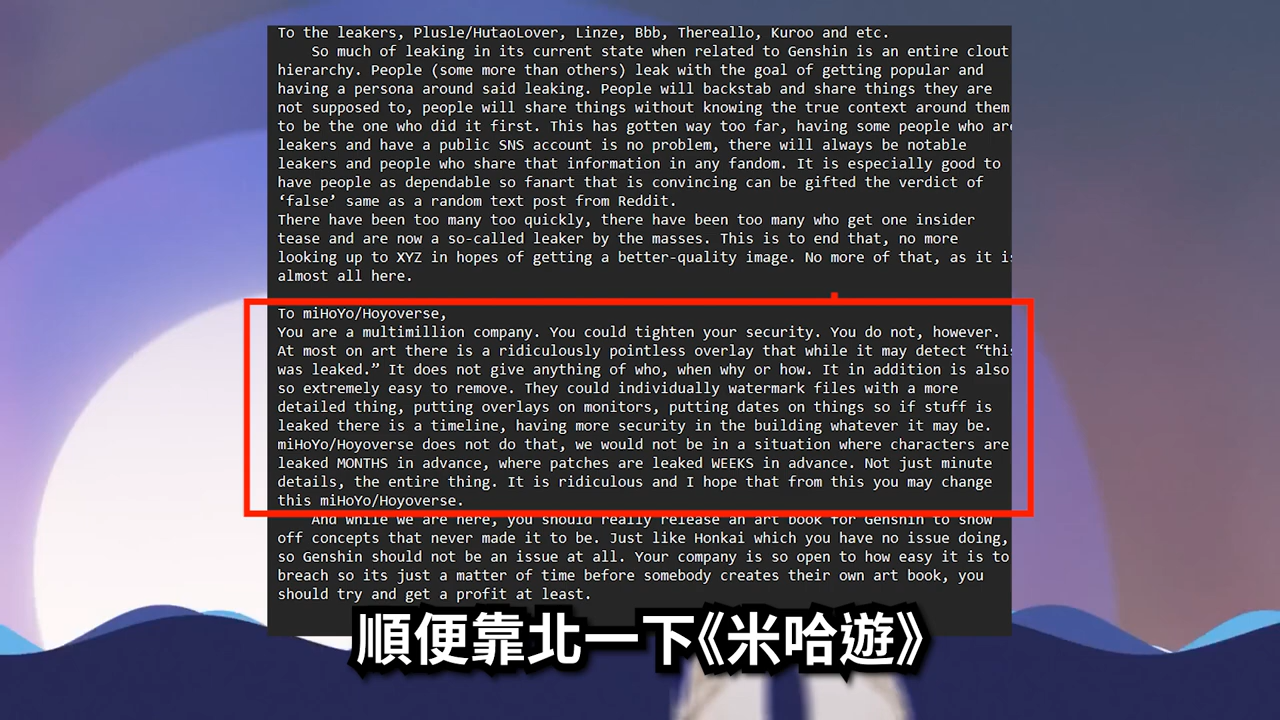 To the leakers, Plusle/HutaoLover, Linze, Bbb, Thereallo, Kuroo and etc.
So much of leaking in its current state when related to Genshin is an entire clout
hierarchy. People (some more than others) leak with the goal of getting popular and
having a persona around said leaking. People will backstab and share things they are
not supposed to, people will share things without knowing the true context around them
to be the one who did it first. This has gotten way too far, having some people who are
leakers and have a public SNS account is no problem, there will always be notable
leakers and people who share that information in any fandom. It is especially good to
have people as dependable so fanart that is convincing can be gifted the verdict of
‘false’ same as a random text post from Reddit.
There have been too many too quickly, there have been too many who get one insider
tease and are now a so-called leaker by the masses. This is to end that, no more
looking up to XYZ in hopes of getting a better-quality image. No more of that, as it is
almost all here.
To miHoYo/Hoyoverse,
You are a multimillion company. You could tighten your security. You do not, however.
At most on art there is a ridiculously pointless overlay that while it may detect “this
was leaked.” It does not give anything of who, when why or how. It in addition is also
so extremely easy to remove. They could individually watermark files with a more
detailed thing, putting overlays on monitors, putting dates on things so if stuff is
leaked there is a timeline, having more security in the building whatever it may be.
miHoYo/Hoyoverse does not do that, we would not be in a situation where characters are
leaked MONTHS in advance, where patches are leaked WEEKS in advance. Not just minute
details, the entire thing. It is ridiculous and I hope that from this you may change
this miHoYo/Hoyoverse.
And while we are here, you should really release an art book for Genshin to show
off concepts that never made it to be. Just like Honkai which you have no issue doing,
so Genshin should not be an issue at all. Your company is so open to how easy it is to
breach so its just a matter of time before somebody creates their own art book, you
should try and get a profit at least.
順便靠北一下《米哈遊》